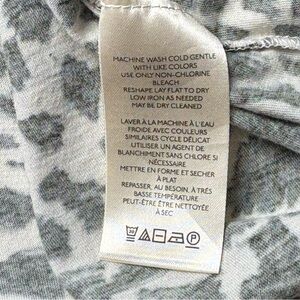 MACHINE WASH COLD GENTLE
WITH LIKE COLORS
USE ONLY NON-CHLORINE
BLEACH
RESHAPE LAY FLAT TO DRY
LOW IRON AS NEEDED
MAY BE DRY CLEANED
LAVER À LA MACHINE À L'EAU
FROIDE AVEC COULEURS
SIMILAIRES CYCLE DÉLICAT
UTILISER UN AGENT DE
BLANCHIMENT SANS CHLORE SI
NÉCESSAIRE
METTRE EN FORME ET SÉCHER
À PLAT
REPASSER, AU BESOIN, À TRÈS
BASSE TEMPÉRATURE
PEUT-ÊTRE ÊTRE NETTOYÉE
À SEC
30 P